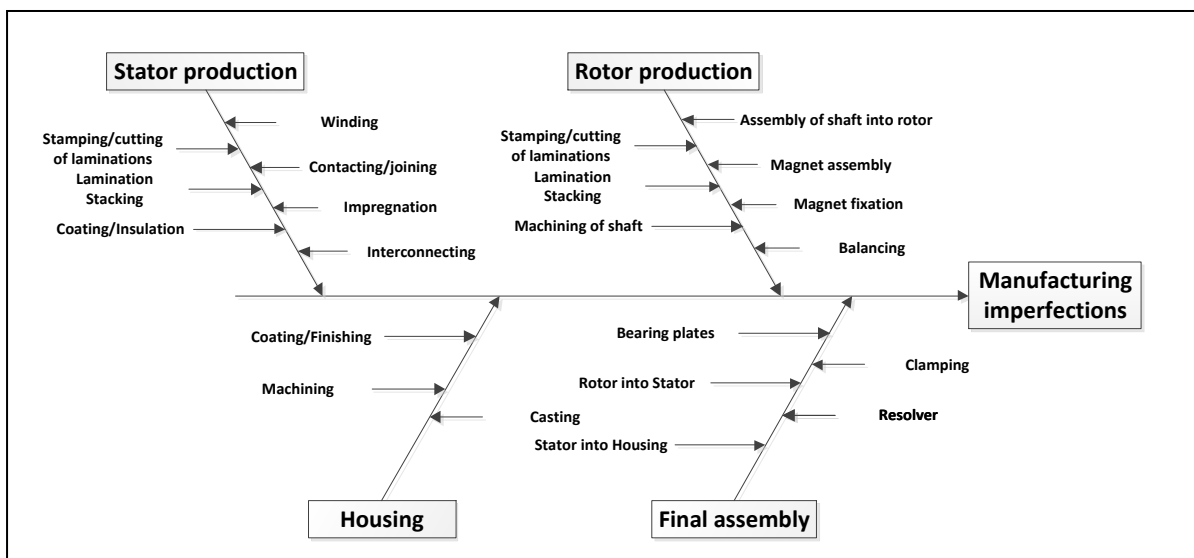 Stator production
Rotor production
Winding
Stamping/cutting
of laminations
Contacting/joining
Lamination
Stacking
Impregnation
Coating/Insulation
Interconnecting
Assembly of shaft into rotor
Stamping/cutting
of laminations
Magnet assembly
Lamination
Stacking
Magnet fixation
Machining of shaft
Balancing
Manufacturing
imperfections
Coating/Finishing
Machining
Casting
Bearing plates
Clamping
Rotor into Stator
Resolver
Stator into Housing
Housing
Final assembly